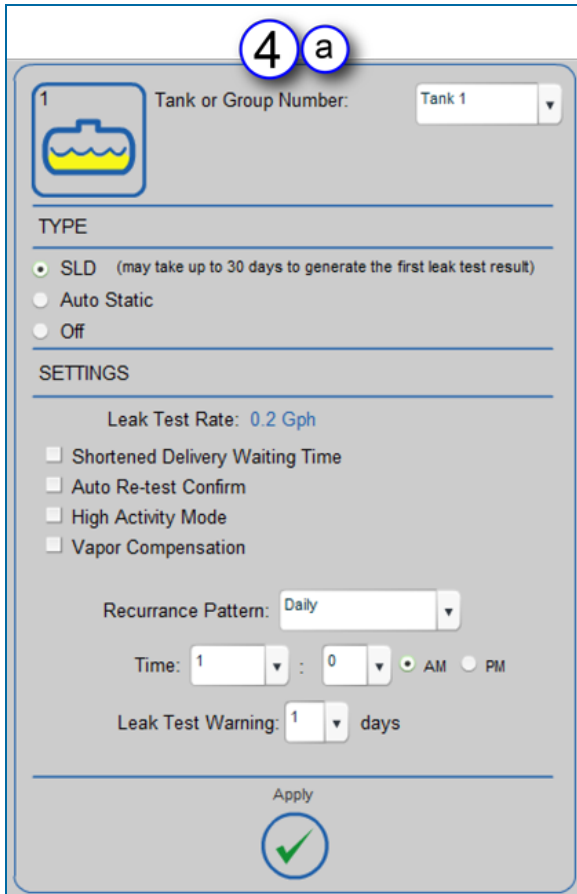 4 a
1
Tank or Group Number: Tank 1
TYPE
SLD (may take up to 30 days to generate the first leak test result)
Auto Static
Off
SETTINGS
Leak Test Rate: 0.2 Gph
Shortened Delivery Waiting Time
Auto Re-test Confirm
High Activity Mode
Vapor Compensation
Recurrance Pattern: Daily
Time: 1 : 0 AM PM
Leak Test Warning: 1 days
Apply